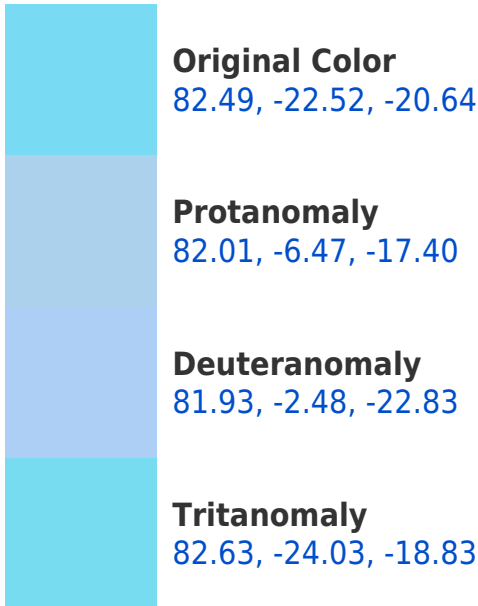 Original Color
82.49, -22.52, -20.64
Protanomaly
82.01, -6.47, -17.40
Deuteranomaly
81.93, -2.48, -22.83
Tritanomaly
82.63, -24.03, -18.83